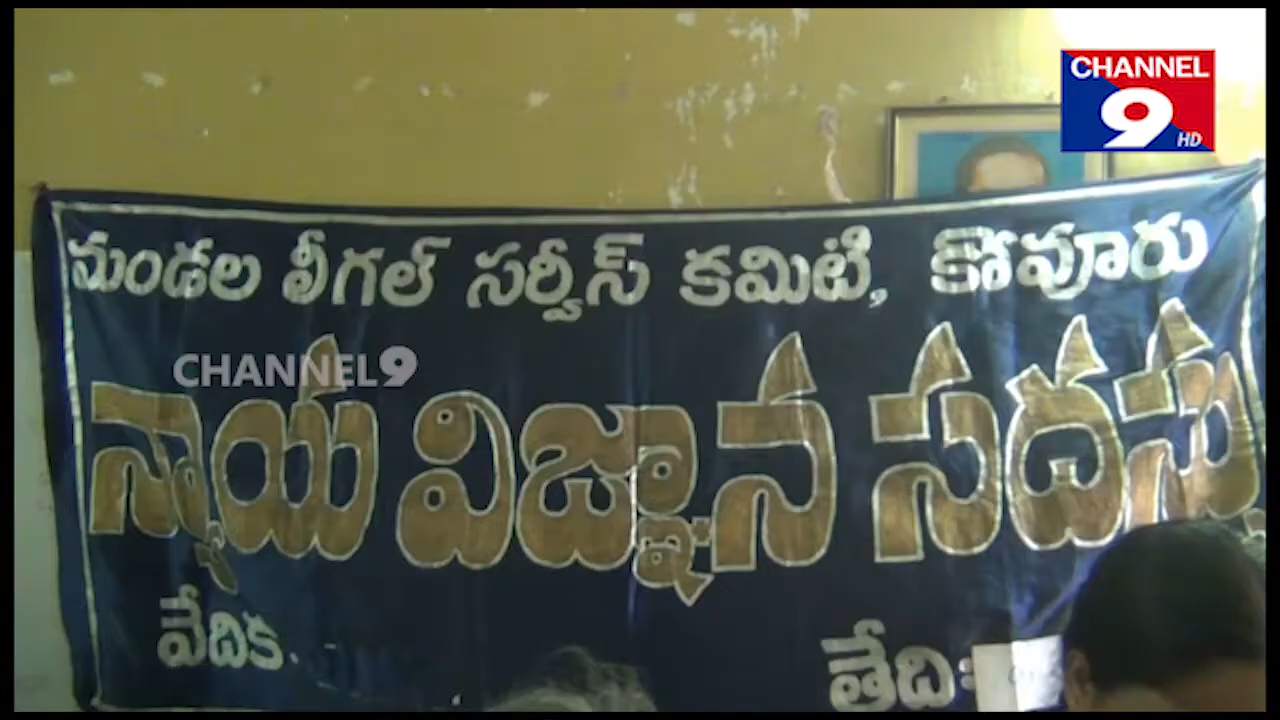 CHANNEL
9
HD
మండల లీగల్ సర్వీస్ కమిటి, కోవూరు
CHANNEL9
న్యాయ విజ్ఞాన సదస్సు
వేదిక.
తేది: